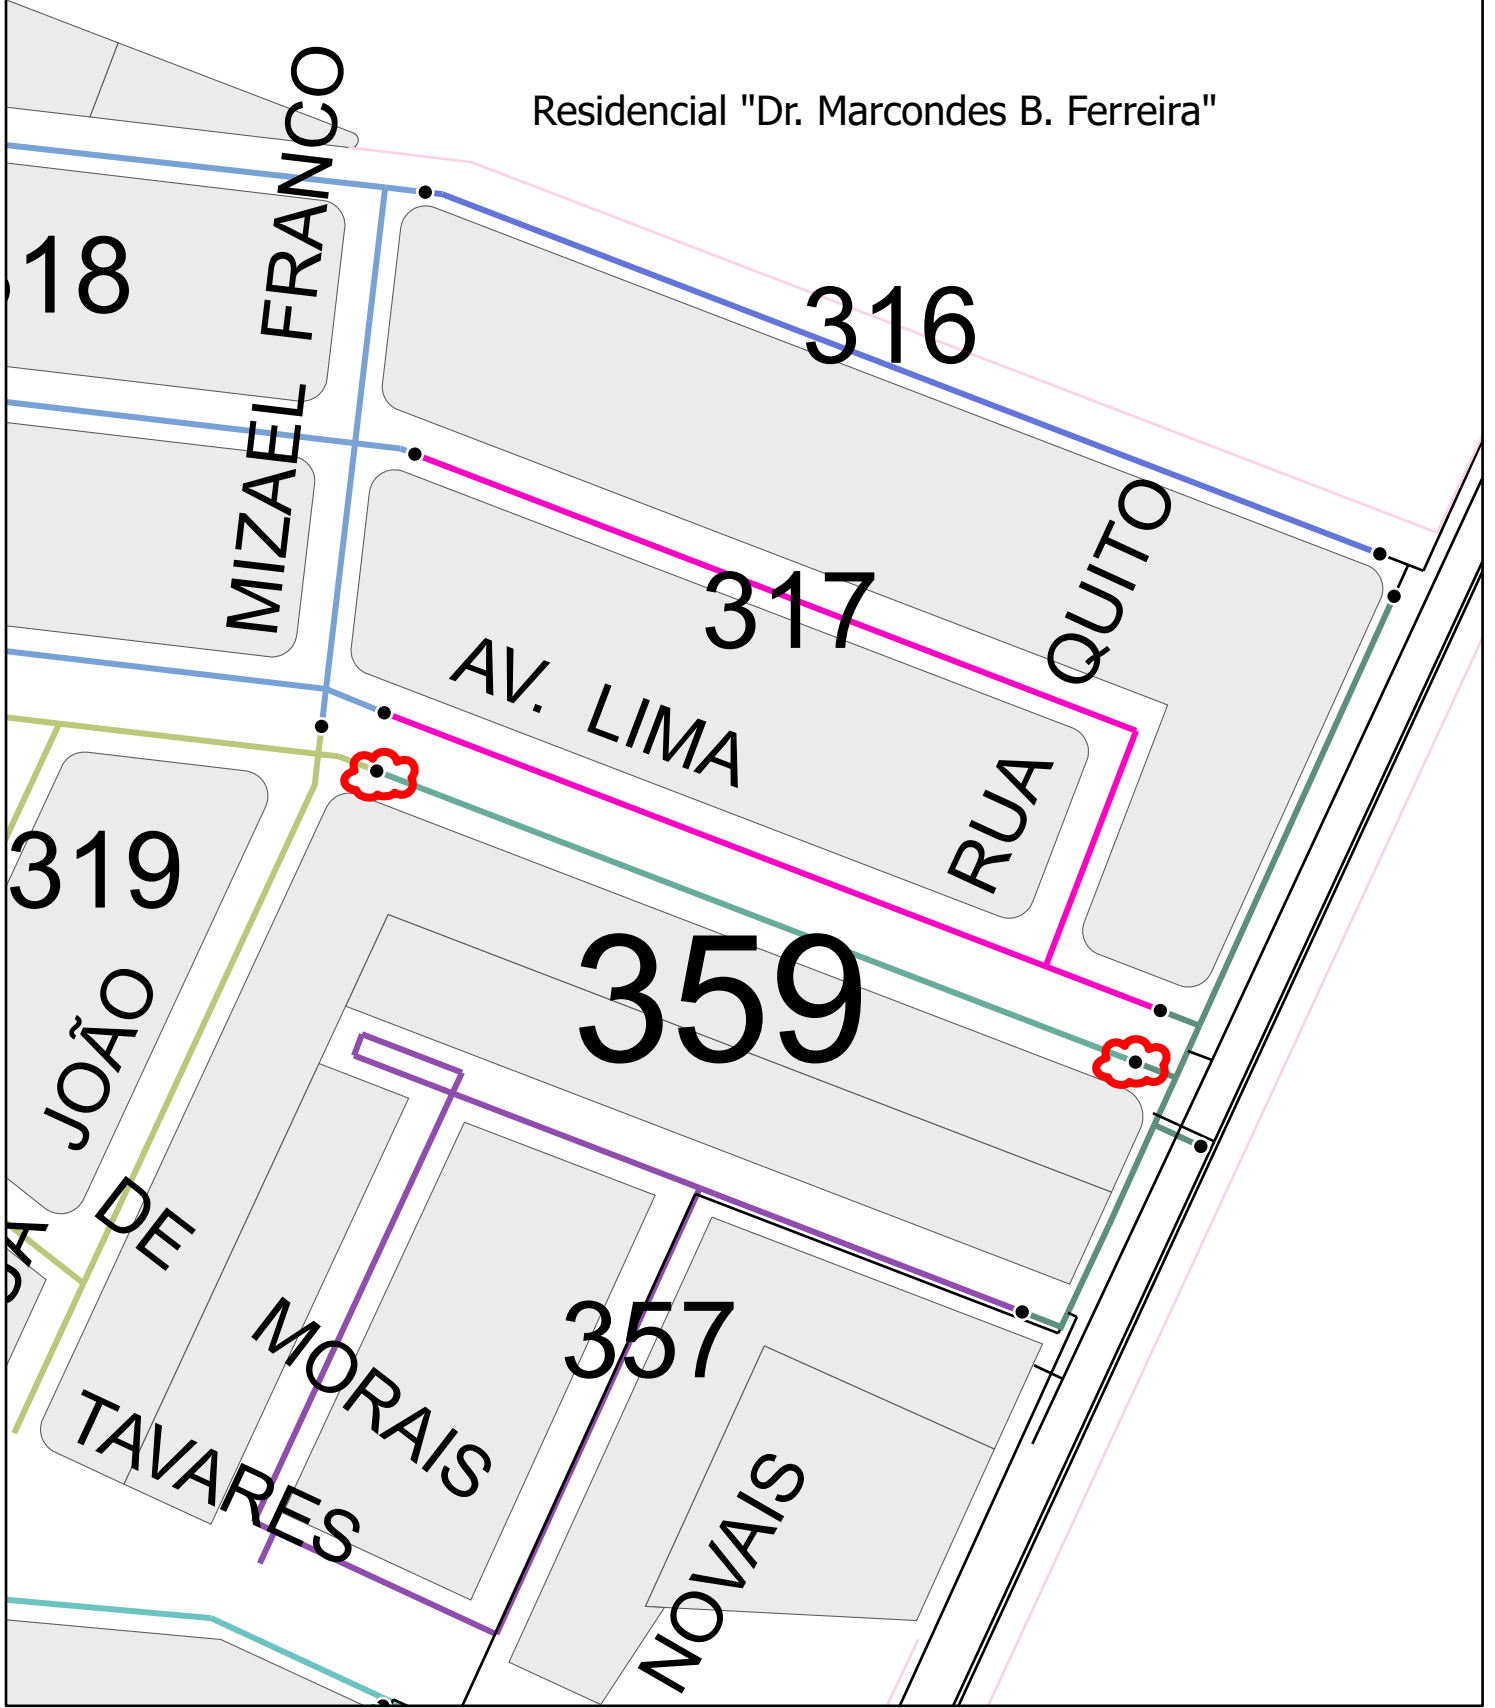 Residencial "Dr. Marcondes B. Ferreira"
MIZAEL FRANCO
18
316
317
AV. LIMA
RUA QUITO
319
359
JOÃO
DE
MORAIS
TAVARES
357
NOVAIS